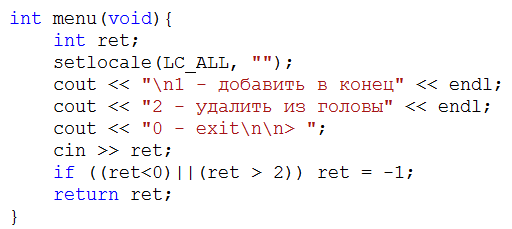 int menu(void){
    int ret;
    setlocale(LC_ALL, "");
    cout << "\n1 - добавить в конец" << endl;
    cout << "2 - удалить из головы" << endl;
    cout << "0 - exit\n\n> ";
    cin >> ret;
    if ((ret<0)||(ret > 2)) ret = -1;
    return ret;
}